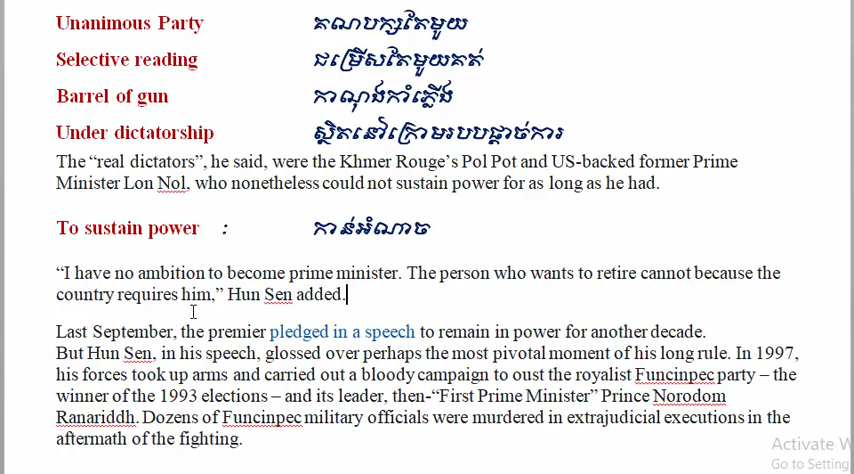 Unanimous Party គណបក្សតែមួយ
Selective reading ជម្រើសតែមួយគត់
Barrel of gun កាណុងកាំភ្លើង
Under dictatorship ស្ថិតនៅក្រោមរបបផ្តាច់ការ
The “real dictators”, he said, were the Khmer Rouge’s Pol Pot and US-backed former Prime
Minister Lon Nol, who nonetheless could not sustain power for as long as he had.
To sustain power : កាន់អំណាច
“I have no ambition to become prime minister. The person who wants to retire cannot because the
country requires him,” Hun Sen added.
Last September, the premier pledged in a speech to remain in power for another decade.
But Hun Sen, in his speech, glossed over perhaps the most pivotal moment of his long rule. In 1997,
his forces took up arms and carried out a bloody campaign to oust the royalist Funcinpec party – the
winner of the 1993 elections – and its leader, then-“First Prime Minister” Prince Norodom
Ranariddh. Dozens of Funcinpec military officials were murdered in extrajudicial executions in the
aftermath of the fighting.
Activate W
Go to Setting